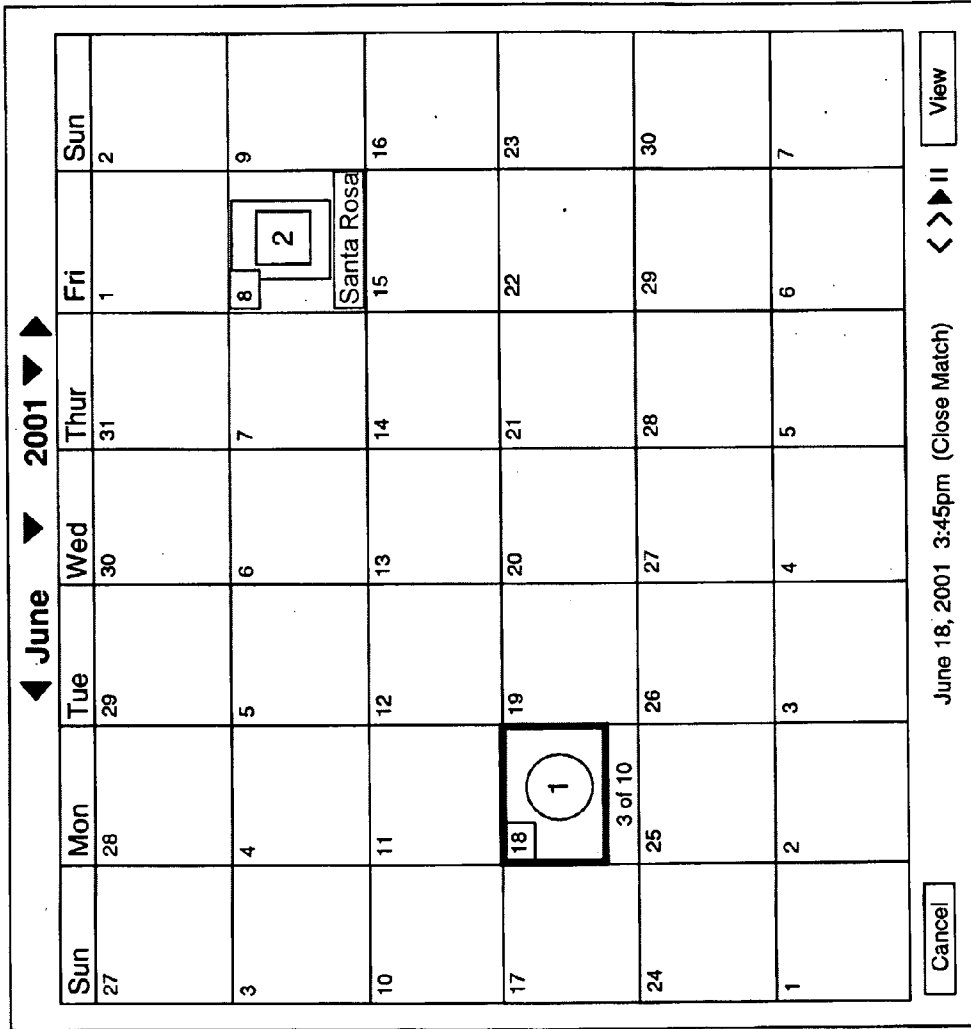 June 2001
Sun Mon Tue Wed Thur Fri Sun
27 28 29 30 31 1 2
3 4 5 6 7 8 9
2
Santa Rosa
10 11 12 13 14 15 16
17 18 19 20 21 22 23
1
3 of 10
24 25 26 27 28 29 30
1 2 3 4 5 6 7
Cancel June 18, 2001 3:45pm (Close Match) < > II View